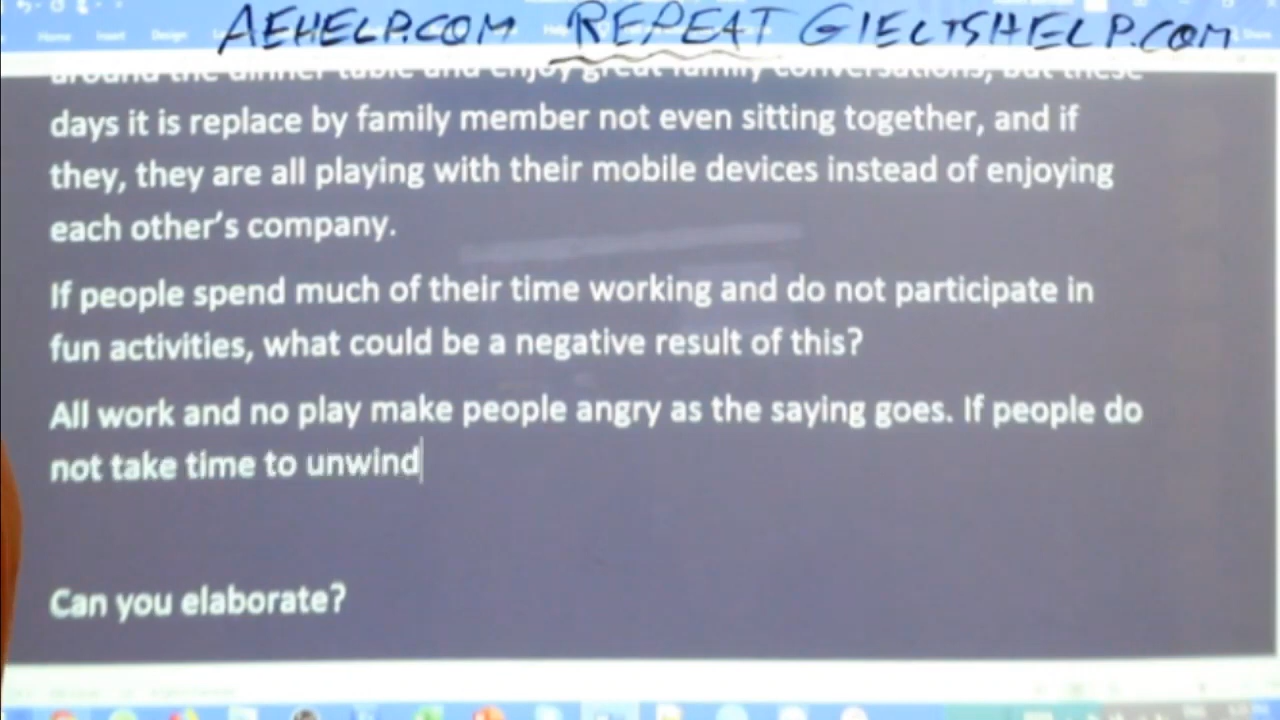 AEHELP.COM REPEAT GIELTSHELP.COM
Home Insert Design
around the dinner table and enjoy great family conversations, but these
days it is replace by family member not even sitting together, and if
they, they are all playing with their mobile devices instead of enjoying
each other's company.
If people spend much of their time working and do not participate in
fun activities, what could be a negative result of this?
All work and no play make people angry as the saying goes. If people do
not take time to unwind
Can you elaborate?